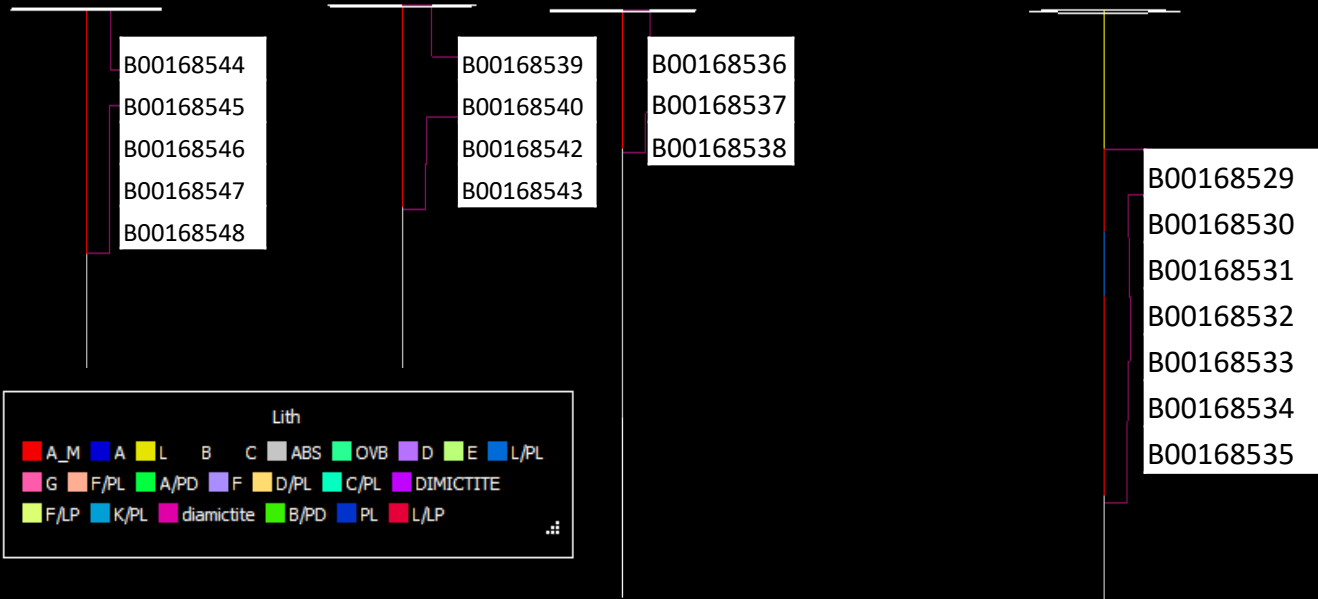 B00168544
B00168545
B00168546
B00168547
B00168548
B00168539
B00168540
B00168542
B00168543
B00168536
B00168537
B00168538
B00168529
B00168530
B00168531
B00168532
B00168533
B00168534
B00168535
Lith
A_M A L B C ABS OVB D E L/PL
G F/PL A/PD F D/PL C/PL DIMICTITE
F/LP K/PL diamictite B/PD PL L/LP